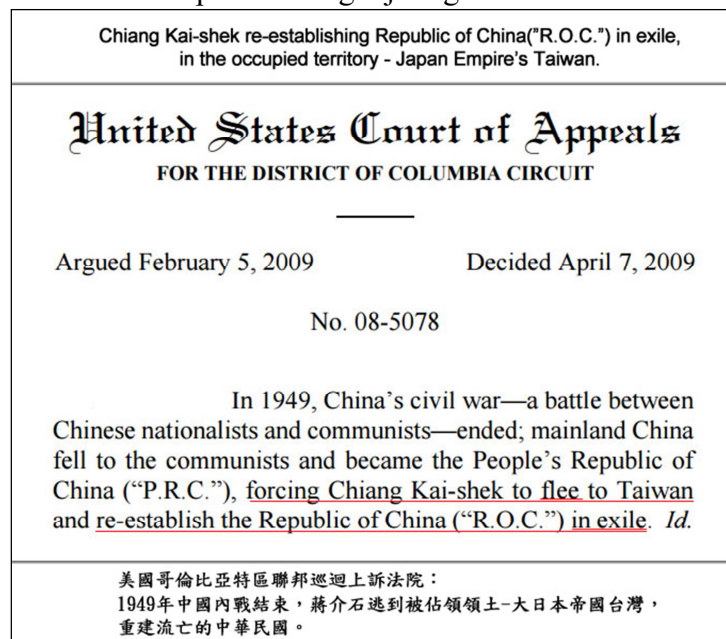 Chiang Kai-shek re-establishing Republic of China("R.O.C.") in exile,
in the occupied territory - Japan Empire's Taiwan.
United States Court of Appeals
FOR THE DISTRICT OF COLUMBIA CIRCUIT
Argued February 5, 2009 Decided April 7, 2009
No. 08-5078
In 1949, China's civil war—a battle between
Chinese nationalists and communists—ended; mainland China
fell to the communists and became the People's Republic of
China ("P.R.C."), forcing Chiang Kai-shek to flee to Taiwan
and re-establish the Republic of China ("R.O.C.") in exile. Id.
美國哥倫比亞特區聯邦巡迴上訴法院：
1949年中國內戰結束，蔣介石逃到被佔領領土-大日本帝國台灣，
重建流亡的中華民國。